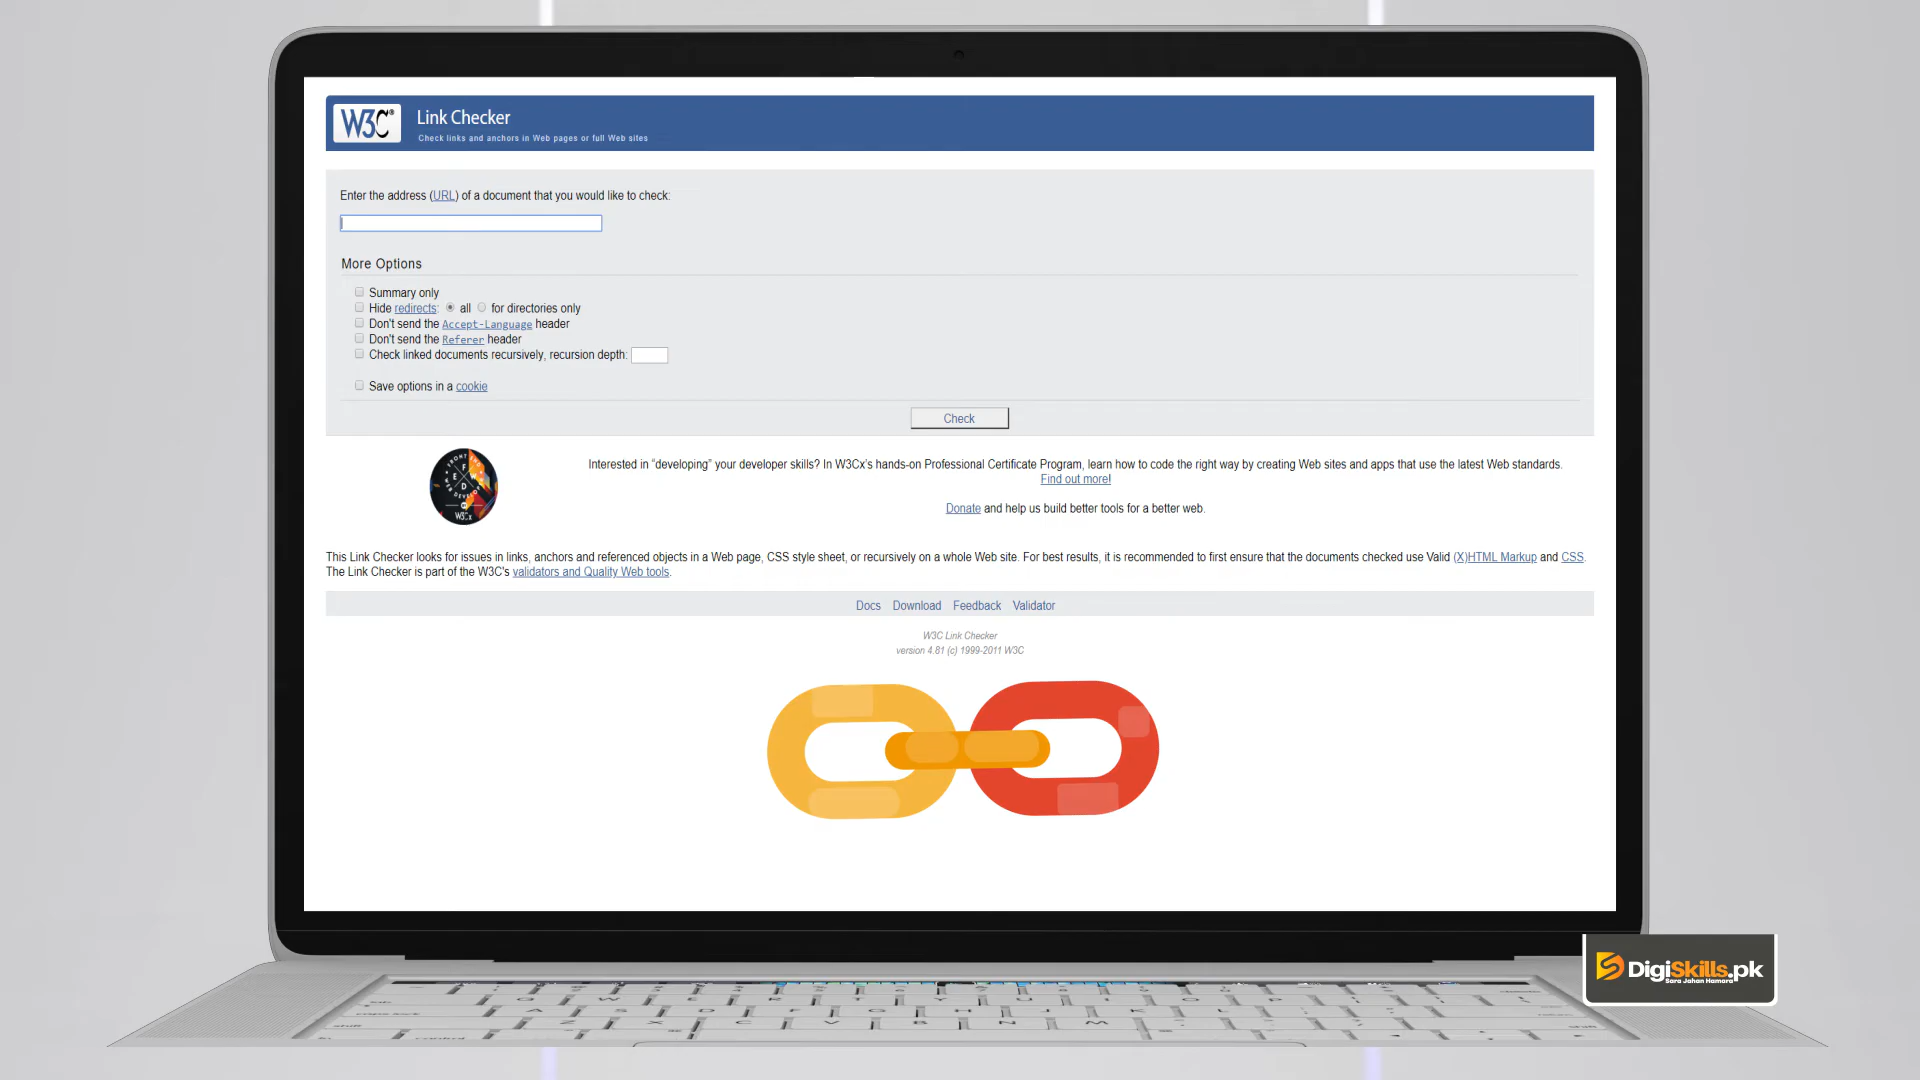 W3C®
Link Checker
Check links and anchors in Web pages or full Web sites
Enter the address (URL) of a document that you would like to check:
More Options
Summary only
Hide redirects: all for directories only
Don't send the Accept-Language header
Don't send the Referer header
Check linked documents recursively, recursion depth:
Save options in a cookie
Check
FRONT END
WEB DEVELOPER
F
E W
D
W3Cx
Interested in “developing” your developer skills? In W3Cx’s hands-on Professional Certificate Program, learn how to code the right way by creating Web sites and apps that use the latest Web standards.
Find out more!
Donate and help us build better tools for a better web.
This Link Checker looks for issues in links, anchors and referenced objects in a Web page, CSS style sheet, or recursively on a whole Web site. For best results, it is recommended to first ensure that the documents checked use Valid (X)HTML Markup and CSS.
The Link Checker is part of the W3C's validators and Quality Web tools.
Docs Download Feedback Validator
W3C Link Checker
version 4.81 (c) 1999-2011 W3C
DigiSkills.pk
Sara Jahan Hamara